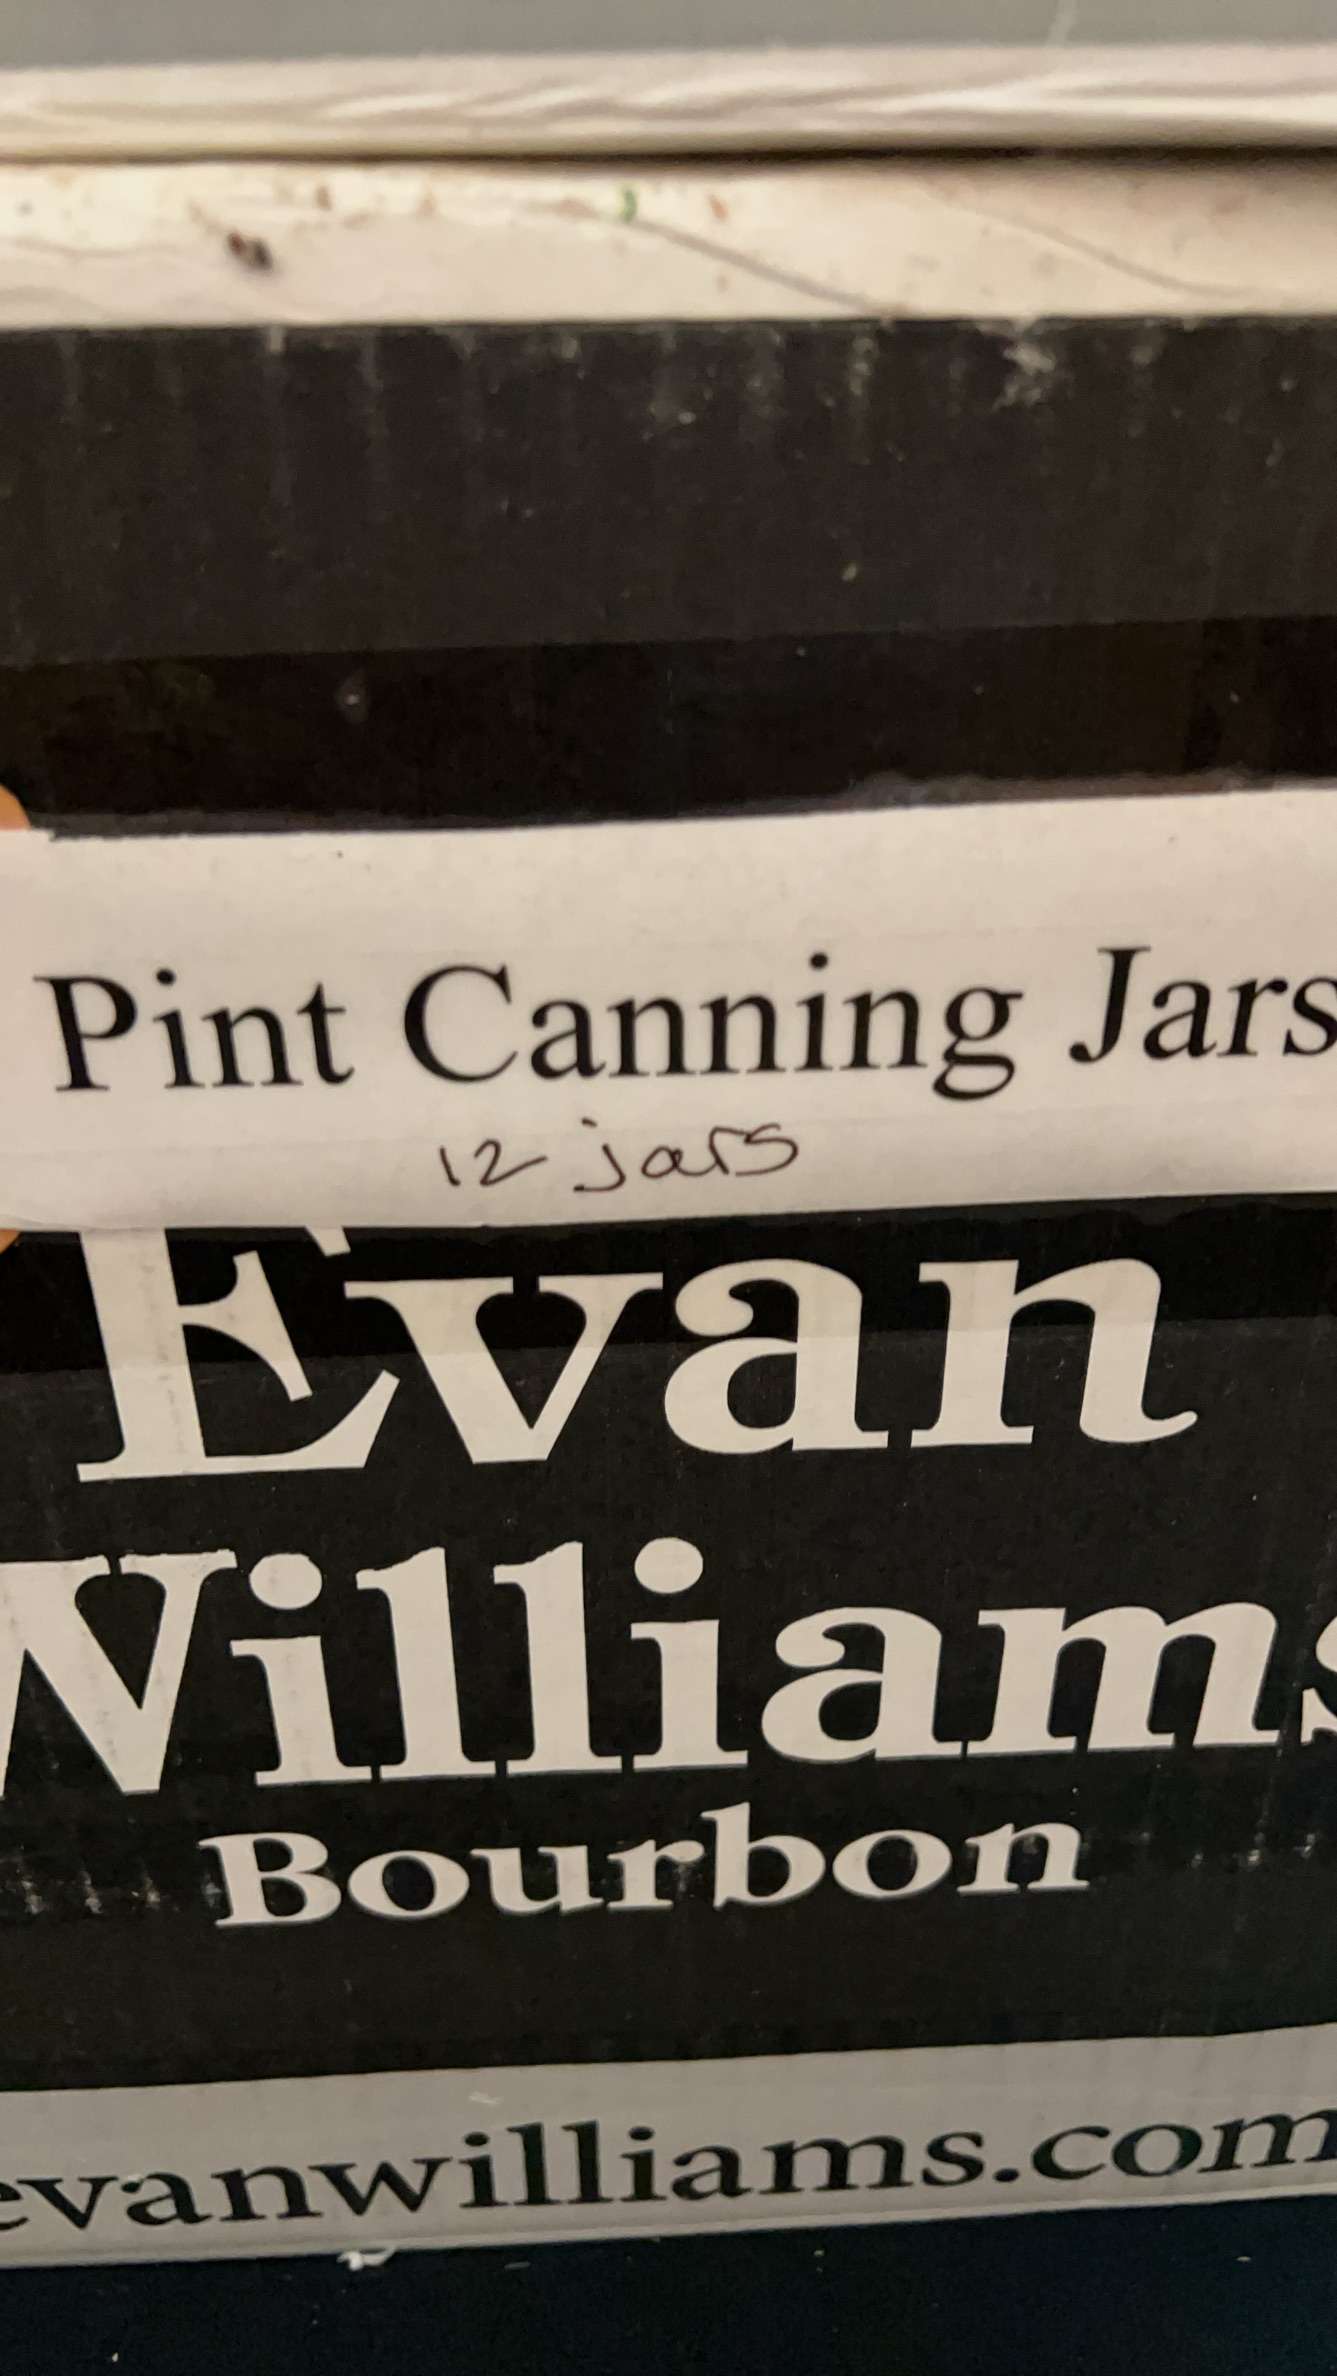 Pint Canning Jars
12 jars
Evan
Williams
Bourbon
evanwilliams.com